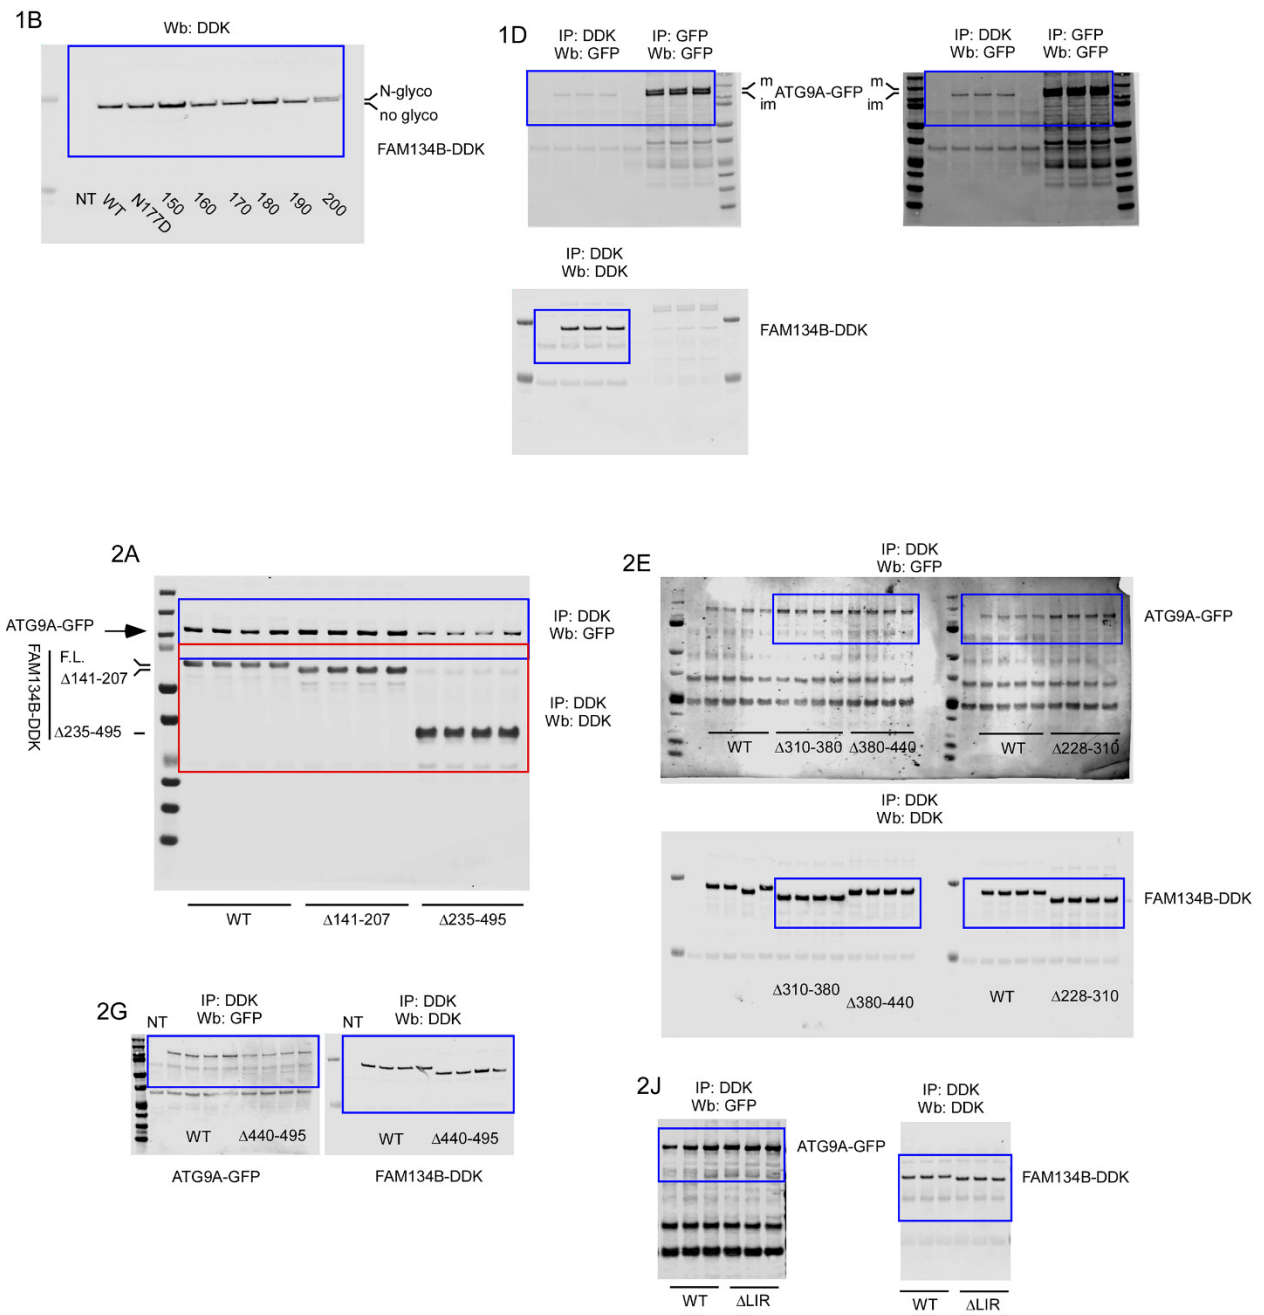 1B
Wb: DDK
N-glyco
no glyco
FAM134B-DDK
NT WT N177D 150 160 170 180 190 200
1D
IP: DDK
Wb: GFP
IP: GFP
Wb: GFP
m
im
ATG9A-GFP
IP: DDK
Wb: GFP
IP: GFP
Wb: GFP
m
im
IP: DDK
Wb: DDK
FAM134B-DDK
2A
ATG9A-GFP
FAM134B-DDK
F.L.
Δ141-207
Δ235-495
IP: DDK
Wb: GFP
IP: DDK
Wb: DDK
WT Δ141-207 Δ235-495
2E
IP: DDK
Wb: GFP
ATG9A-GFP
WT Δ310-380 Δ380-440 WT Δ228-310
IP: DDK
Wb: DDK
FAM134B-DDK
Δ310-380 Δ380-440 WT Δ228-310
2G
NT
IP: DDK
Wb: GFP
WT Δ440-495
ATG9A-GFP
NT
IP: DDK
Wb: DDK
WT Δ440-495
FAM134B-DDK
2J
IP: DDK
Wb: GFP
ATG9A-GFP
WT ΔLIR
IP: DDK
Wb: DDK
FAM134B-DDK
WT ΔLIR